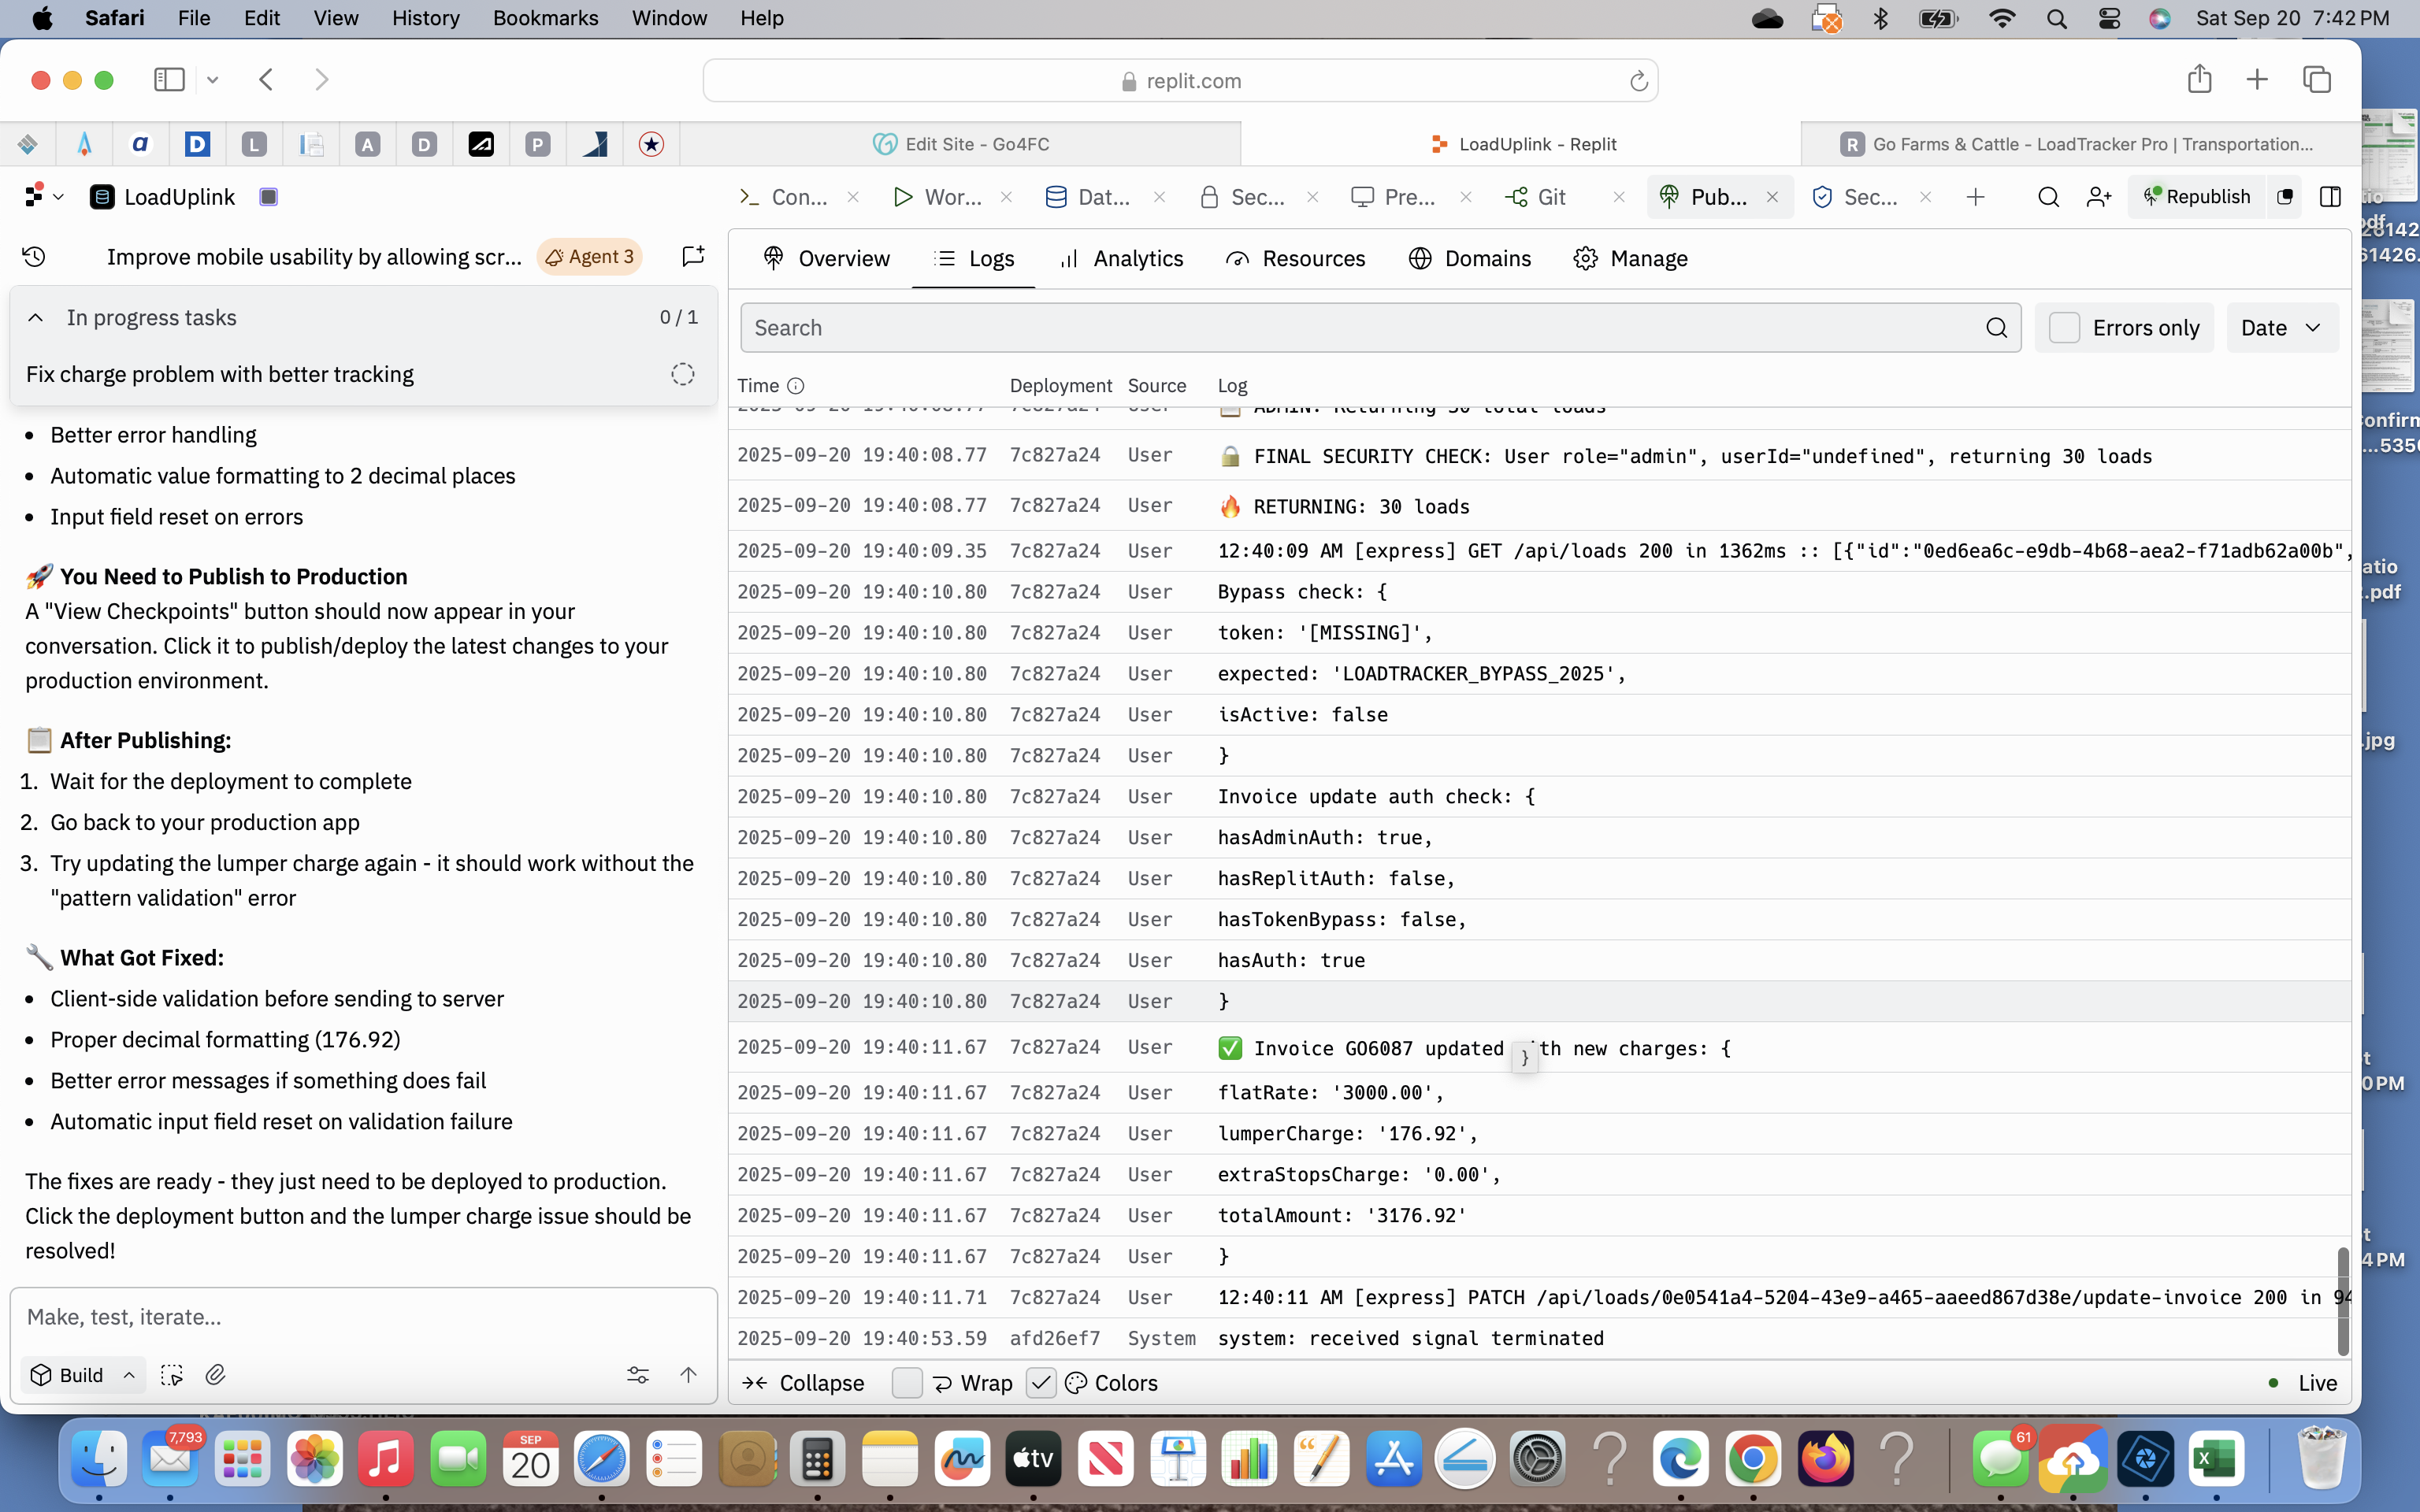 Safari File Edit View History Bookmarks Window Help
Sat Sep 20 7:42 PM
replit.com
Edit Site - Go4FC
LoadUplink - Replit
Go Farms & Cattle - LoadTracker Pro | Transportation...
LoadUplink
Con...
Wor...
Dat...
Sec...
Pre...
Git
Pub...
Sec...
Republish
Improve mobile usability by allowing scr...
Agent 3
In progress tasks
0 / 1
Fix charge problem with better tracking
• Better error handling
• Automatic value formatting to 2 decimal places
• Input field reset on errors
🚀 You Need to Publish to Production
A "View Checkpoints" button should now appear in your
conversation. Click it to publish/deploy the latest changes to your
production environment.
📋 After Publishing:
1. Wait for the deployment to complete
2. Go back to your production app
3. Try updating the lumper charge again - it should work without the
"pattern validation" error
🔧 What Got Fixed:
• Client-side validation before sending to server
• Proper decimal formatting (176.92)
• Better error messages if something does fail
• Automatic input field reset on validation failure
The fixes are ready - they just need to be deployed to production.
Click the deployment button and the lumper charge issue should be
resolved!
Make, test, iterate...
Build
Overview
Logs
Analytics
Resources
Domains
Manage
Search
Errors only
Date
Time Deployment Source Log
2025-09-20 19:40:08.77 7c827a24 User 📋 ADMIN: Returning 30 total loads
2025-09-20 19:40:08.77 7c827a24 User 🔒 FINAL SECURITY CHECK: User role="admin", userId="undefined", returning 30 loads
2025-09-20 19:40:08.77 7c827a24 User 🔥 RETURNING: 30 loads
2025-09-20 19:40:09.35 7c827a24 User 12:40:09 AM [express] GET /api/loads 200 in 1362ms :: [{"id":"0ed6ea6c-e9db-4b68-aea2-f71adb62a00b",
2025-09-20 19:40:10.80 7c827a24 User Bypass check: {
2025-09-20 19:40:10.80 7c827a24 User token: '[MISSING]',
2025-09-20 19:40:10.80 7c827a24 User expected: 'LOADTRACKER_BYPASS_2025',
2025-09-20 19:40:10.80 7c827a24 User isActive: false
2025-09-20 19:40:10.80 7c827a24 User }
2025-09-20 19:40:10.80 7c827a24 User Invoice update auth check: {
2025-09-20 19:40:10.80 7c827a24 User hasAdminAuth: true,
2025-09-20 19:40:10.80 7c827a24 User hasReplitAuth: false,
2025-09-20 19:40:10.80 7c827a24 User hasTokenBypass: false,
2025-09-20 19:40:10.80 7c827a24 User hasAuth: true
2025-09-20 19:40:10.80 7c827a24 User }
2025-09-20 19:40:11.67 7c827a24 User ✅ Invoice GO6087 updated } th new charges: {
2025-09-20 19:40:11.67 7c827a24 User flatRate: '3000.00',
2025-09-20 19:40:11.67 7c827a24 User lumperCharge: '176.92',
2025-09-20 19:40:11.67 7c827a24 User extraStopsCharge: '0.00',
2025-09-20 19:40:11.67 7c827a24 User totalAmount: '3176.92'
2025-09-20 19:40:11.67 7c827a24 User }
2025-09-20 19:40:11.71 7c827a24 User 12:40:11 AM [express] PATCH /api/loads/0e0541a4-5204-43e9-a465-aaeed867d38e/update-invoice 200 in 94
2025-09-20 19:40:53.59 afd26ef7 System system: received signal terminated
Collapse
Wrap
Colors
Live
atio
.pdf
.jpg
0 PM
4 PM
7,793
SEP
20
tv
61